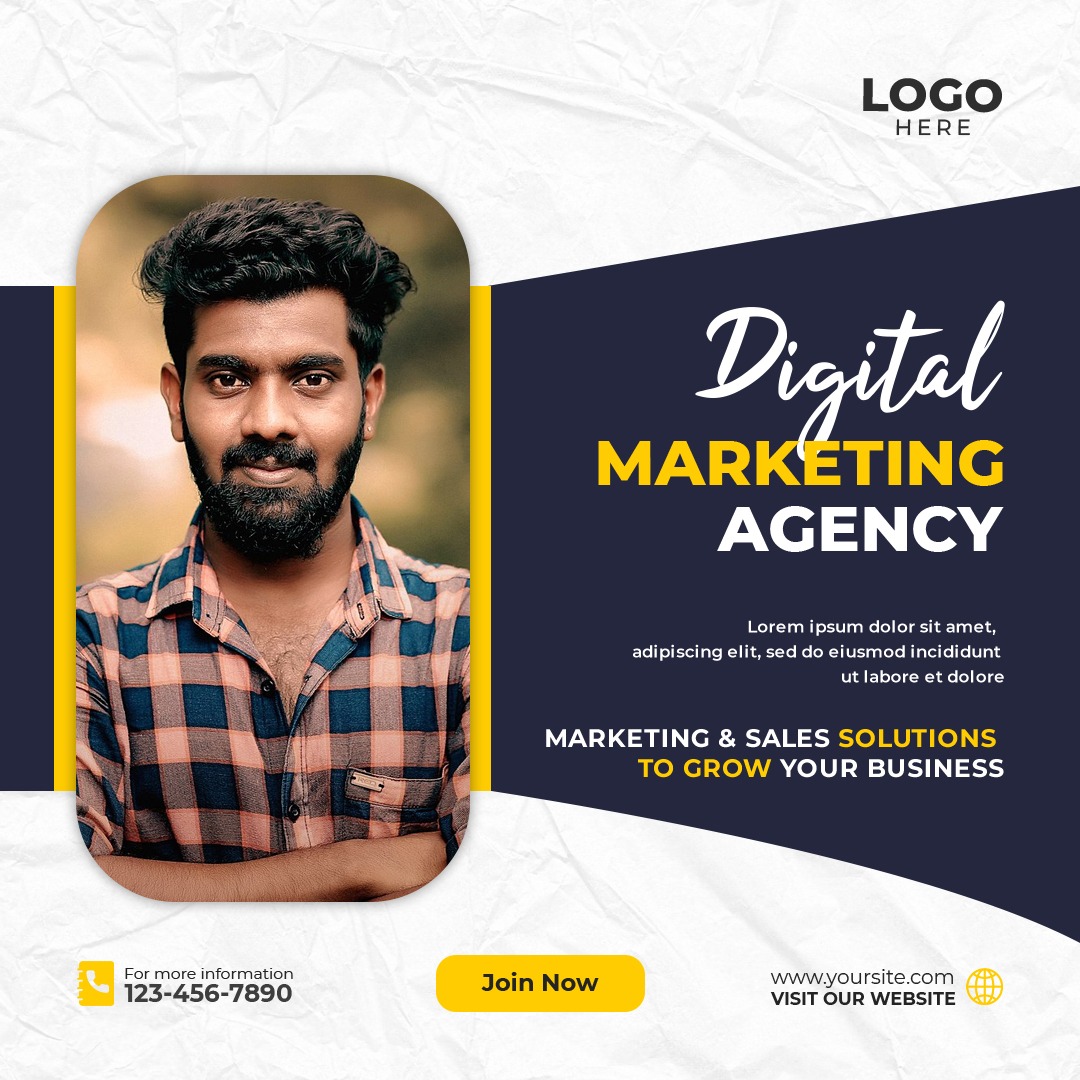 LOGO
HERE
Digital
MARKETING
AGENCY
Lorem ipsum dolor sit amet,
adipiscing elit, sed do eiusmod incididunt
ut labore et dolore
MARKETING & SALES SOLUTIONS
TO GROW YOUR BUSINESS
For more information
123-456-7890
Join Now
www.yoursite.com
VISIT OUR WEBSITE